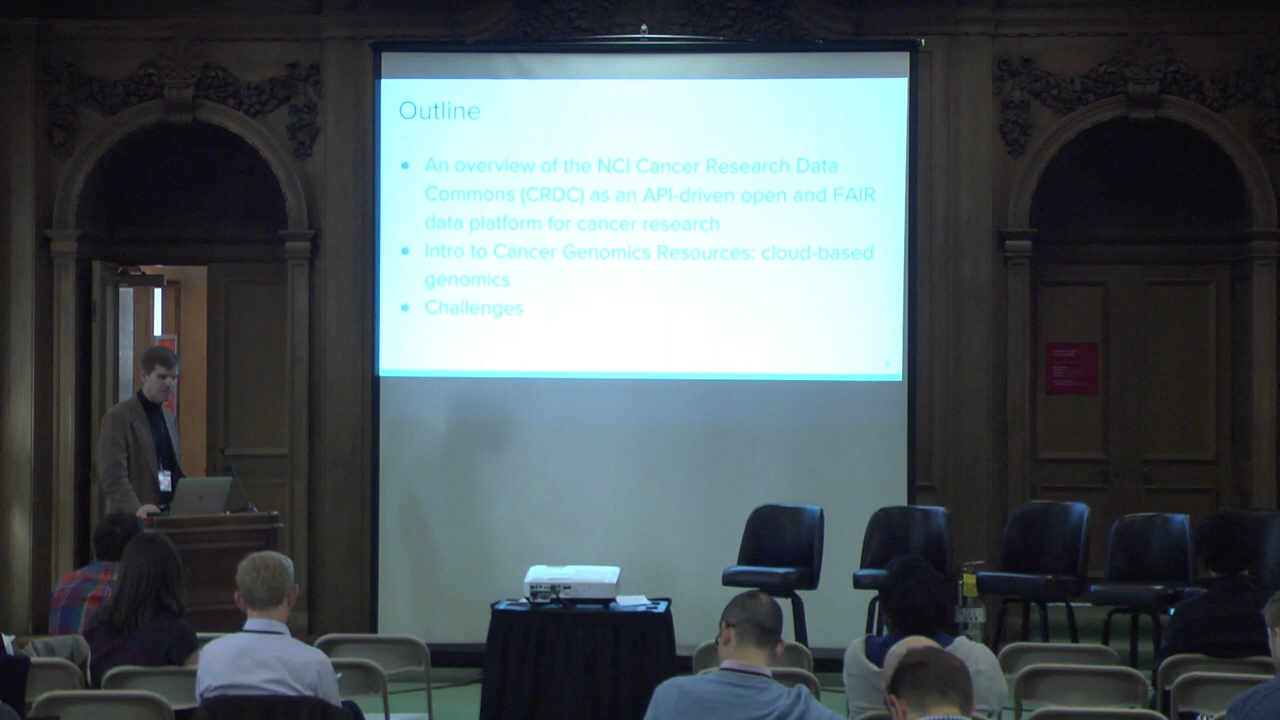 Outline
● An overview of the NCI Cancer Research Data
Commons (CRDC) as an API-driven open and FAIR
data platform for cancer research
● Intro to Cancer Genomics Resources: cloud-based
genomics
● Challenges